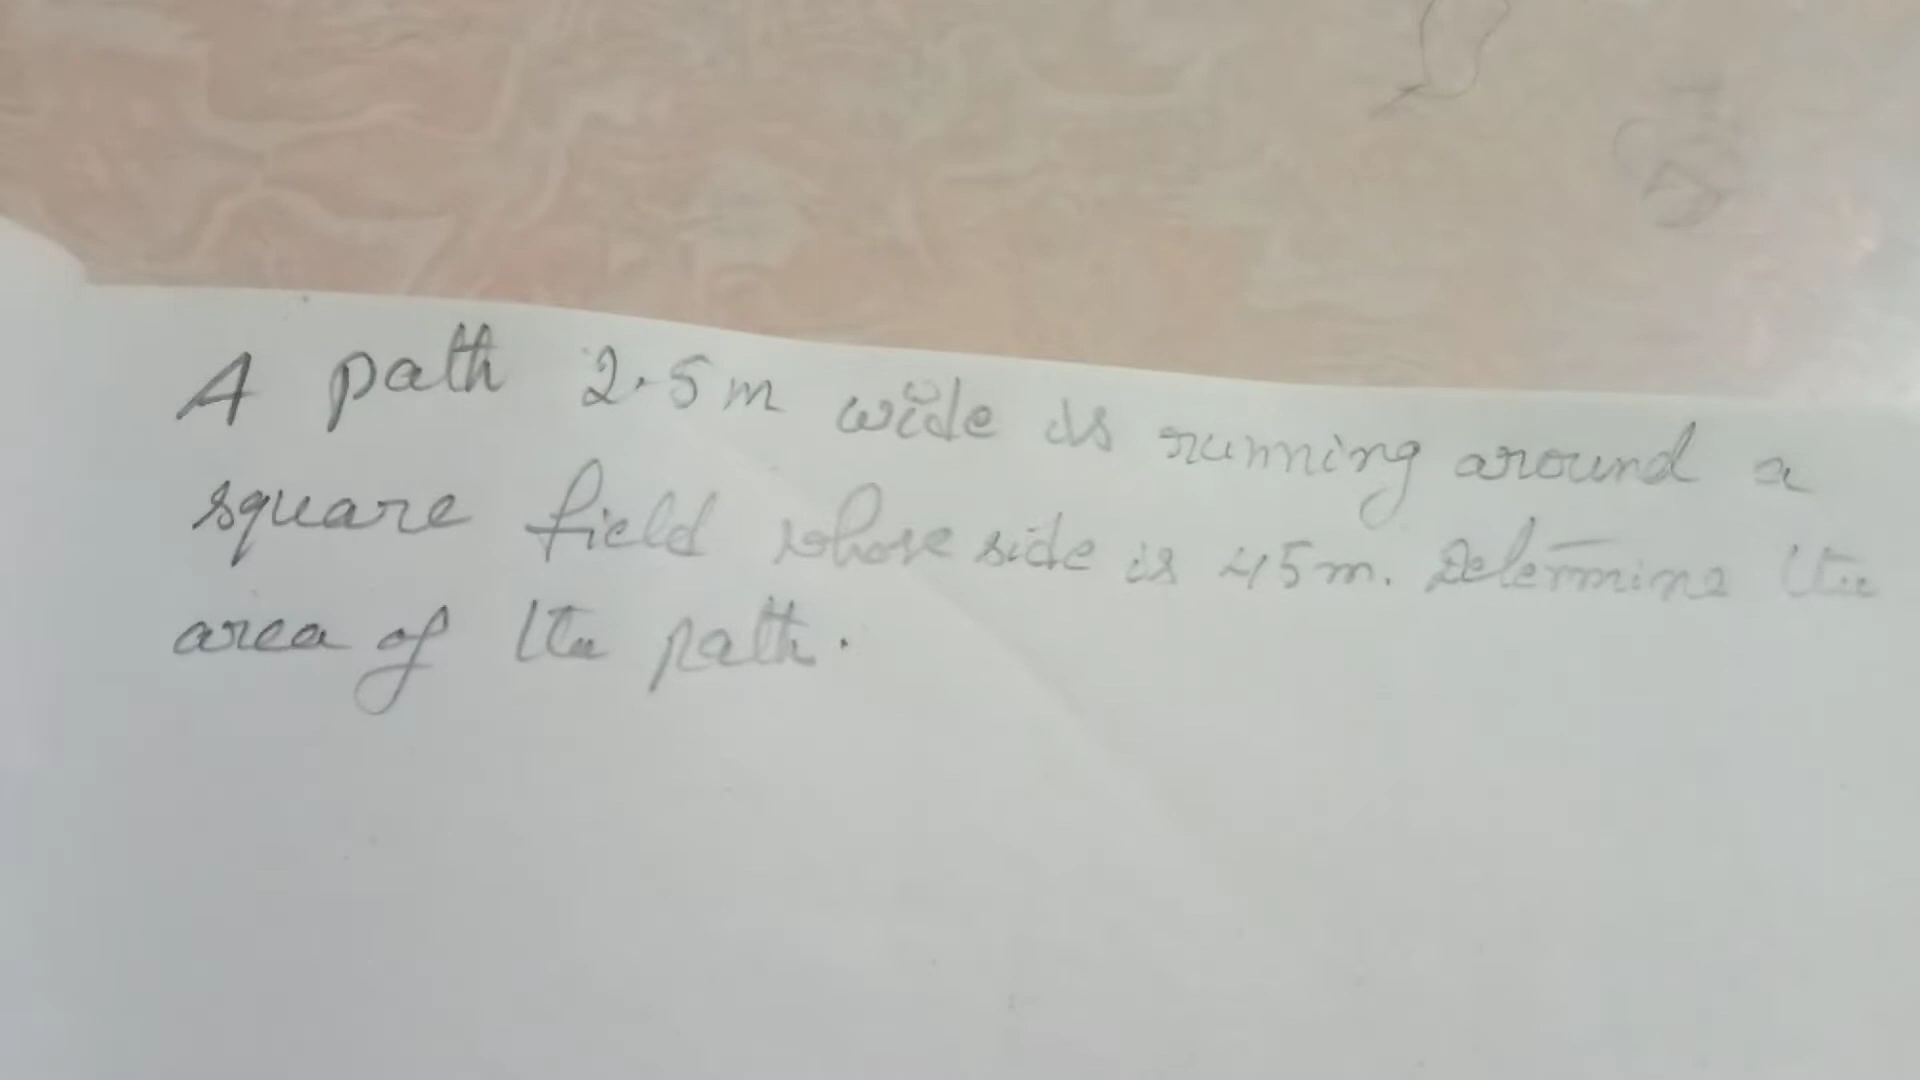 A path 2.5m wide is running around a
square field whose side is 45m. Determine the
area of the path.